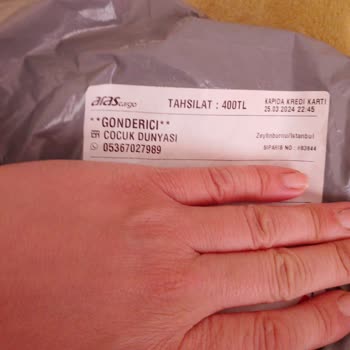 aras cargo TAHSILAT : 400TL KAPIDA KREDI KARTI
25.03.2024 22:45
**GONDERICI**
COCUK DUNYASI Zeytinburnu/Istanbul
05367027989 SIPARIS NO :